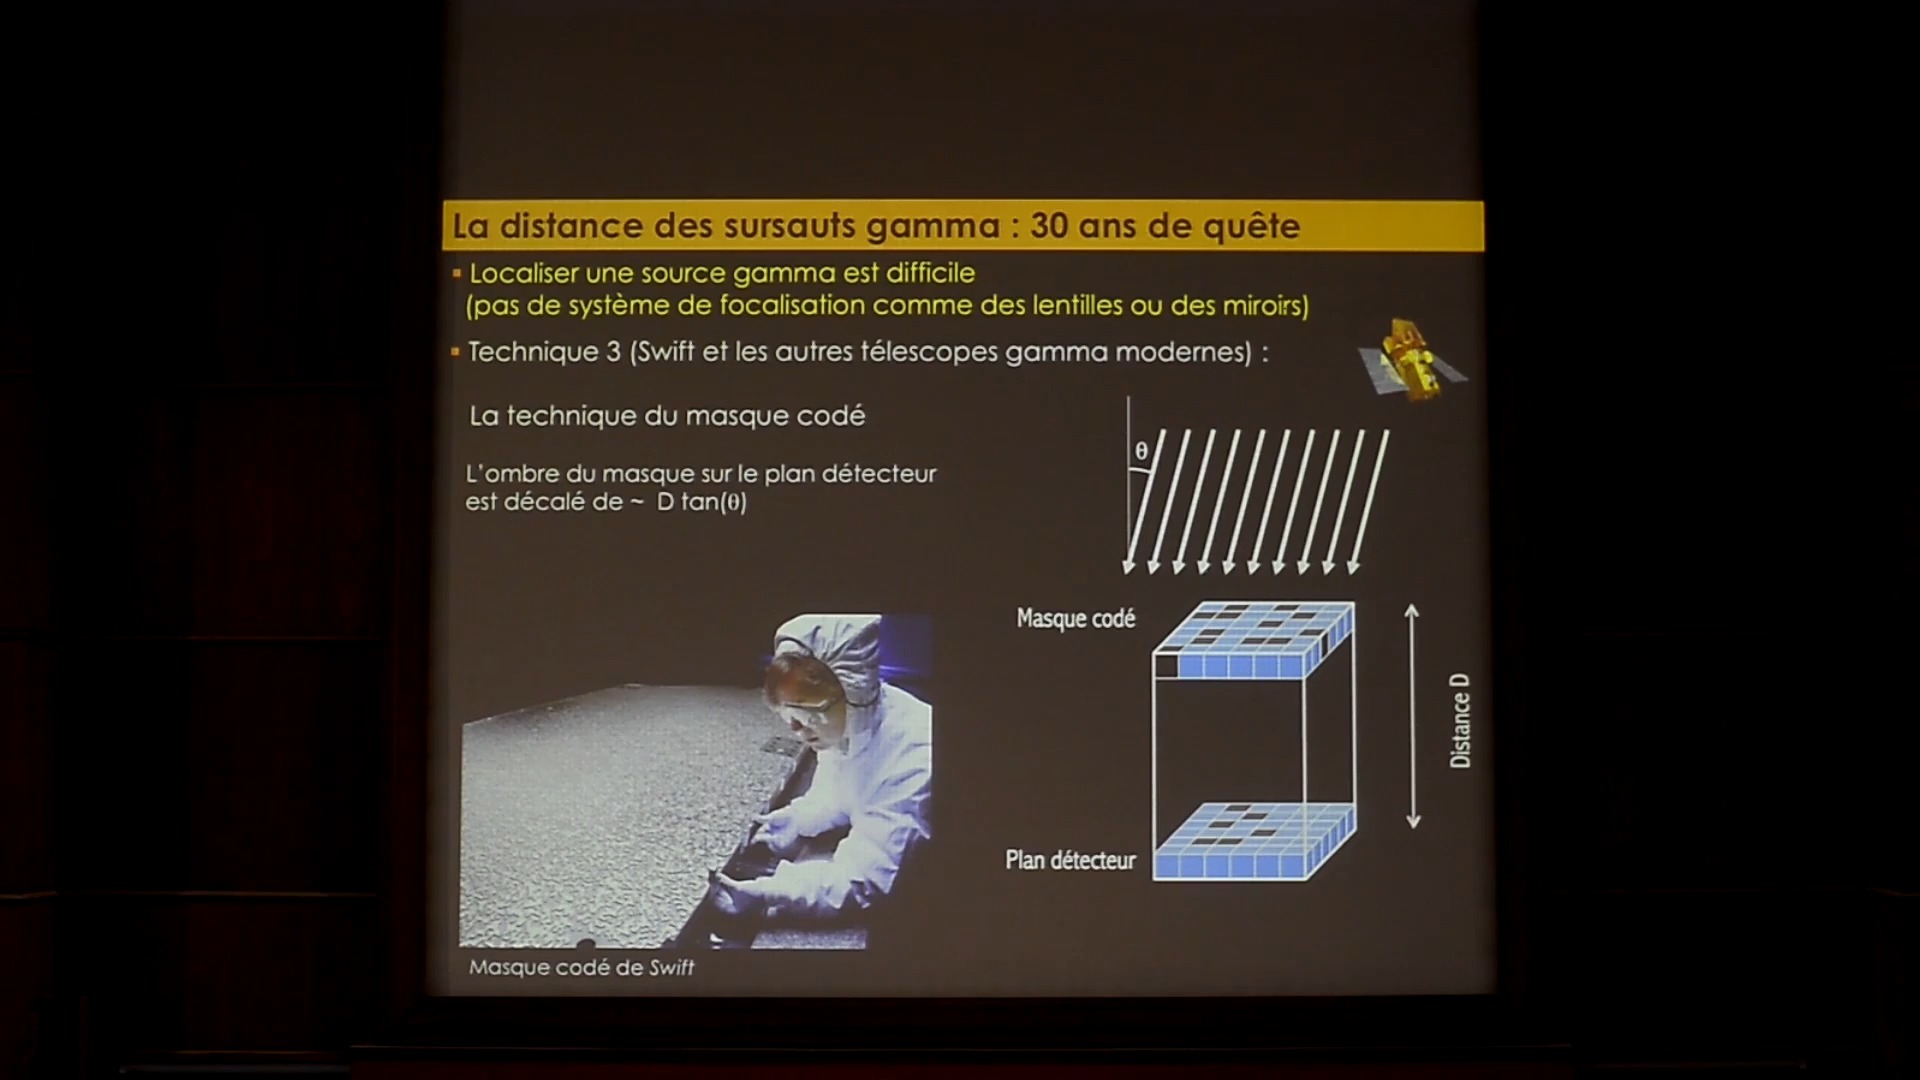 La distance des sursauts gamma : 30 ans de quête
Localiser une source gamma est difficile
(pas de système de focalisation comme des lentilles ou des miroirs)
Technique 3 (Swift et les autres télescopes gamma modernes) :
La technique du masque codé
L'ombre du masque sur le plan détecteur
est décalé de ~ D tan(θ)
θ
Masque codé
Distance D
Plan détecteur
Masque codé de Swift